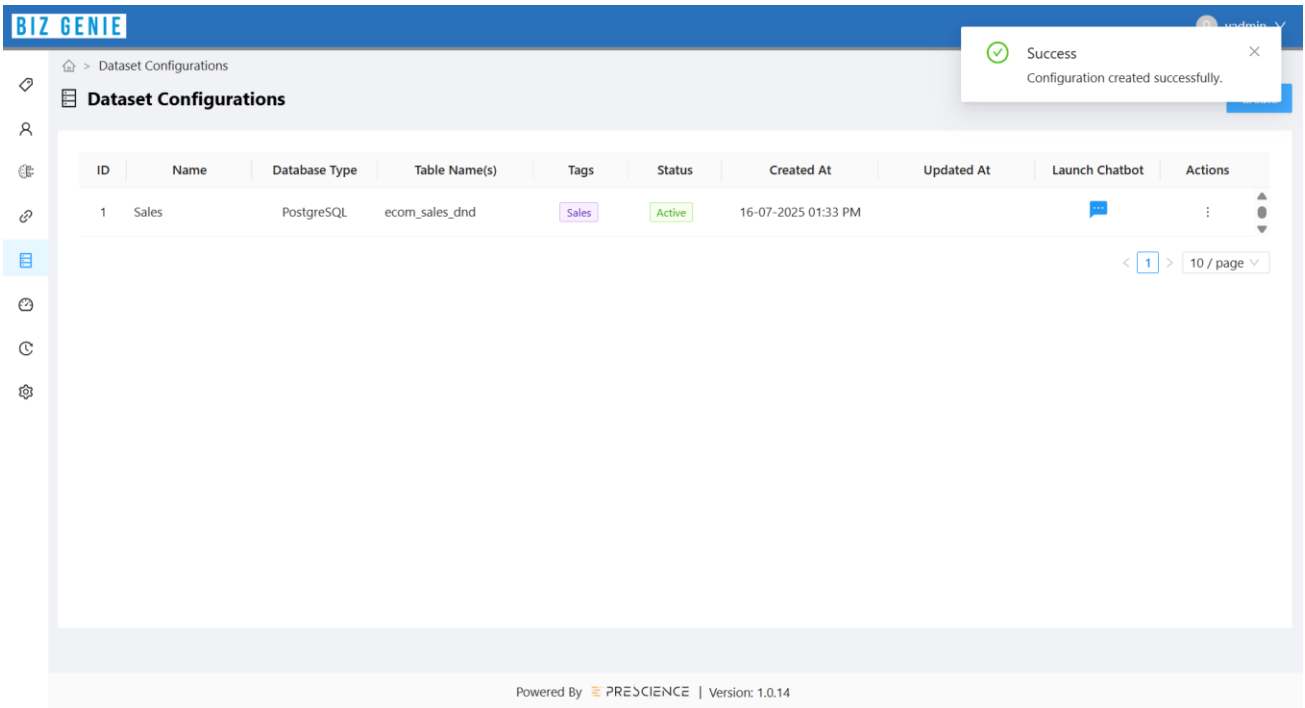 BIZ GENIE
vadmin
Success
Configuration created successfully.
> Dataset Configurations
Dataset Configurations
Create
ID Name Database Type Table Name(s) Tags Status Created At Updated At Launch Chatbot Actions
1 Sales PostgreSQL ecom_sales_dnd Sales Active 16-07-2025 01:33 PM
< 1 > 10 / page
Powered By PRESCIENCE | Version: 1.0.14